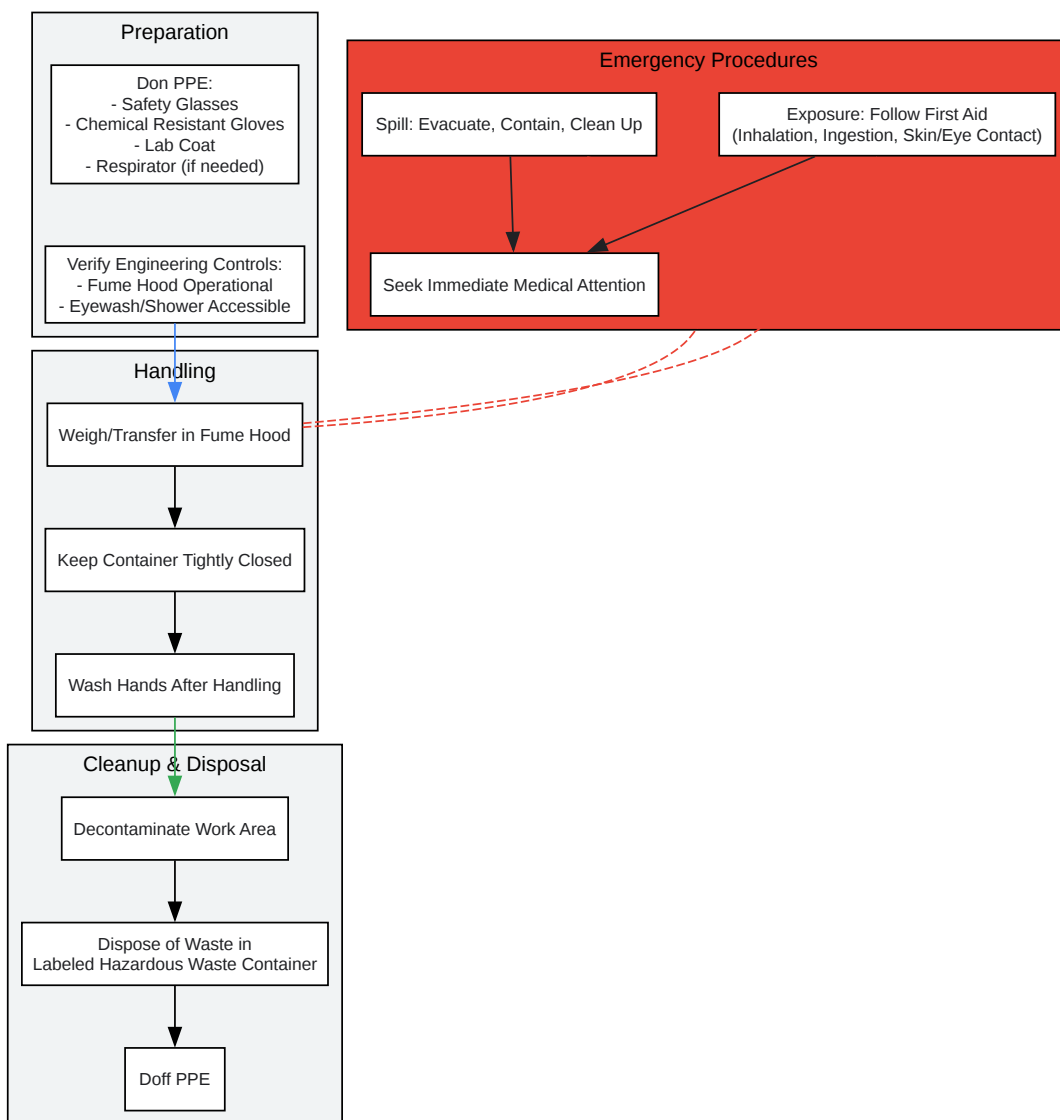 Preparation
Don PPE:
- Safety Glasses
- Chemical Resistant Gloves
- Lab Coat
- Respirator (if needed)
Verify Engineering Controls:
- Fume Hood Operational
- Eyewash/Shower Accessible
Emergency Procedures
Spill: Evacuate, Contain, Clean Up
Exposure: Follow First Aid
(Inhalation, Ingestion, Skin/Eye Contact)
Seek Immediate Medical Attention
Handling
Weigh/Transfer in Fume Hood
Keep Container Tightly Closed
Wash Hands After Handling
Cleanup & Disposal
Decontaminate Work Area
Dispose of Waste in
Labeled Hazardous Waste Container
Doff PPE